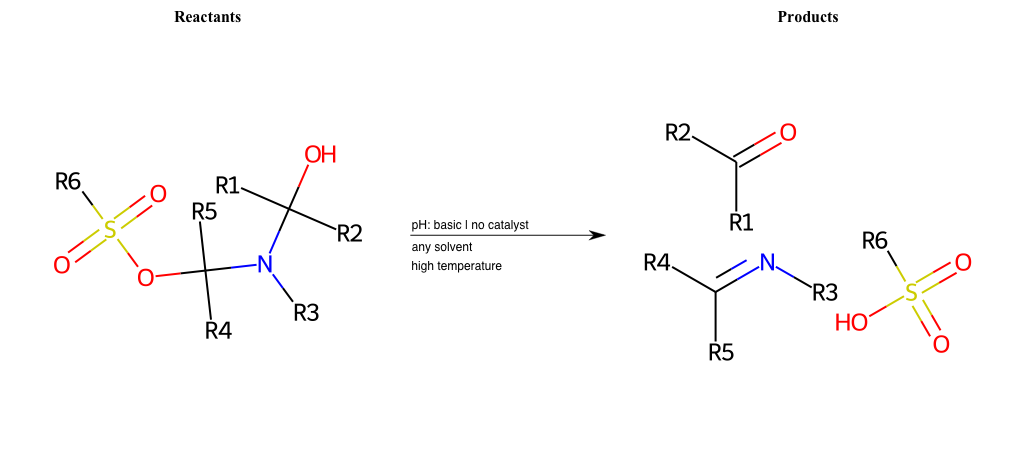 Reactants
Products
R6
O
S
O
O
R5
R4
R1
OH
R2
N
R3
pH: basic | no catalyst
any solvent
high temperature
R2
O
R1
R4
N
R3
R5
R6
O
S
HO
O